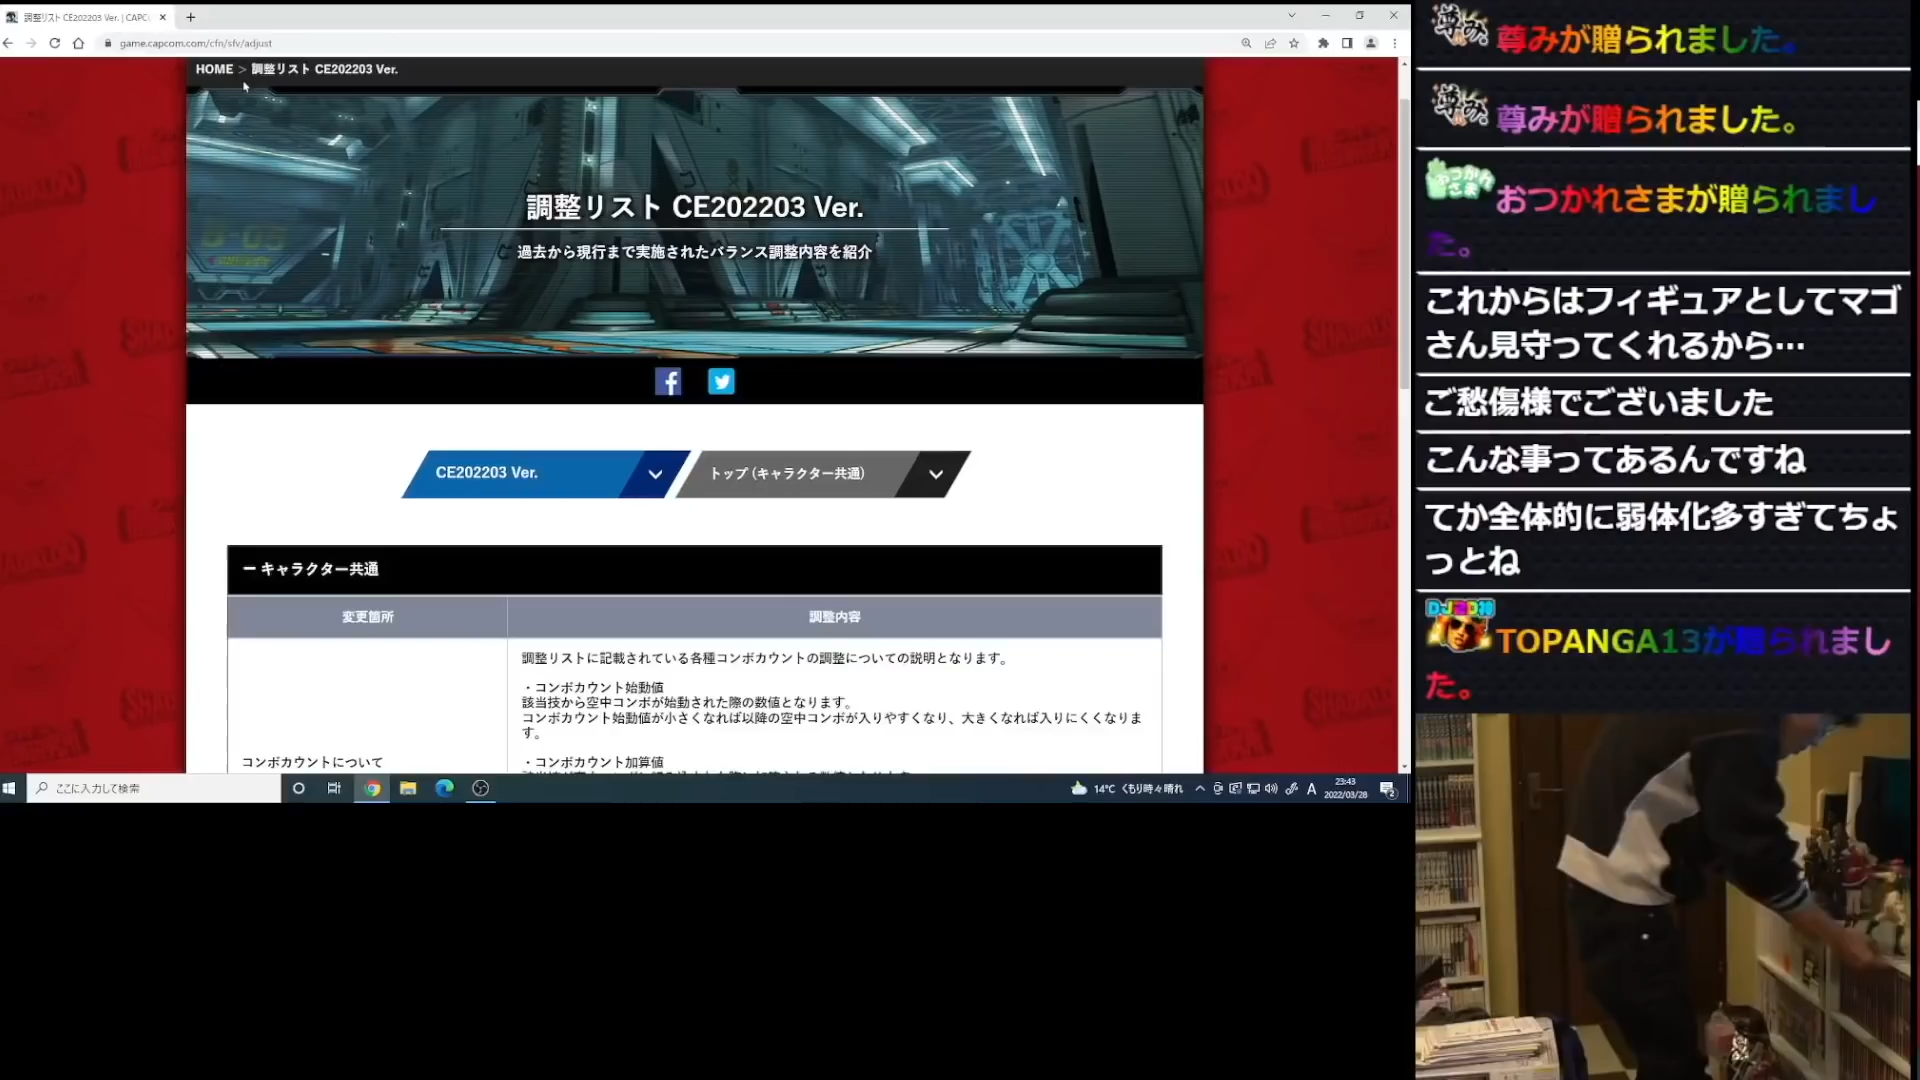 調整リスト CE202203 Ver. | CAPC
game.capcom.com/cfn/sfv/adjust
HOME > 調整リスト CE202203 Ver.
調整リスト CE202203 Ver.
過去から現行まで実施されたバランス調整内容を紹介
CE202203 Ver.
トップ (キャラクター共通)
ー キャラクター共通
変更箇所
調整内容
調整リストに記載されている各種コンボカウントの調整についての説明となります。
・コンボカウント始動値
該当技から空中コンボが始動された際の数値となります。
コンボカウント始動値が小さくなれば以降の空中コンボが入りやすくなり、大きくなれば入りにくくなりま
す。
コンボカウントについて
・コンボカウント加算値
ここに入力して検索
14°C くもり時々晴れ
A
23:43
2022/03/28
2
尊み
尊みが贈られました。
尊み
尊みが贈られました。
おつかれ
さま
おつかれさまが贈られまし
た。
これからはフィギュアとしてマゴ
さん見守ってくれるから…
ご愁傷様でございました
こんな事ってあるんですね
てか全体的に弱体化多すぎてちょ
っとね
TOPANGA13が贈られまし
た。